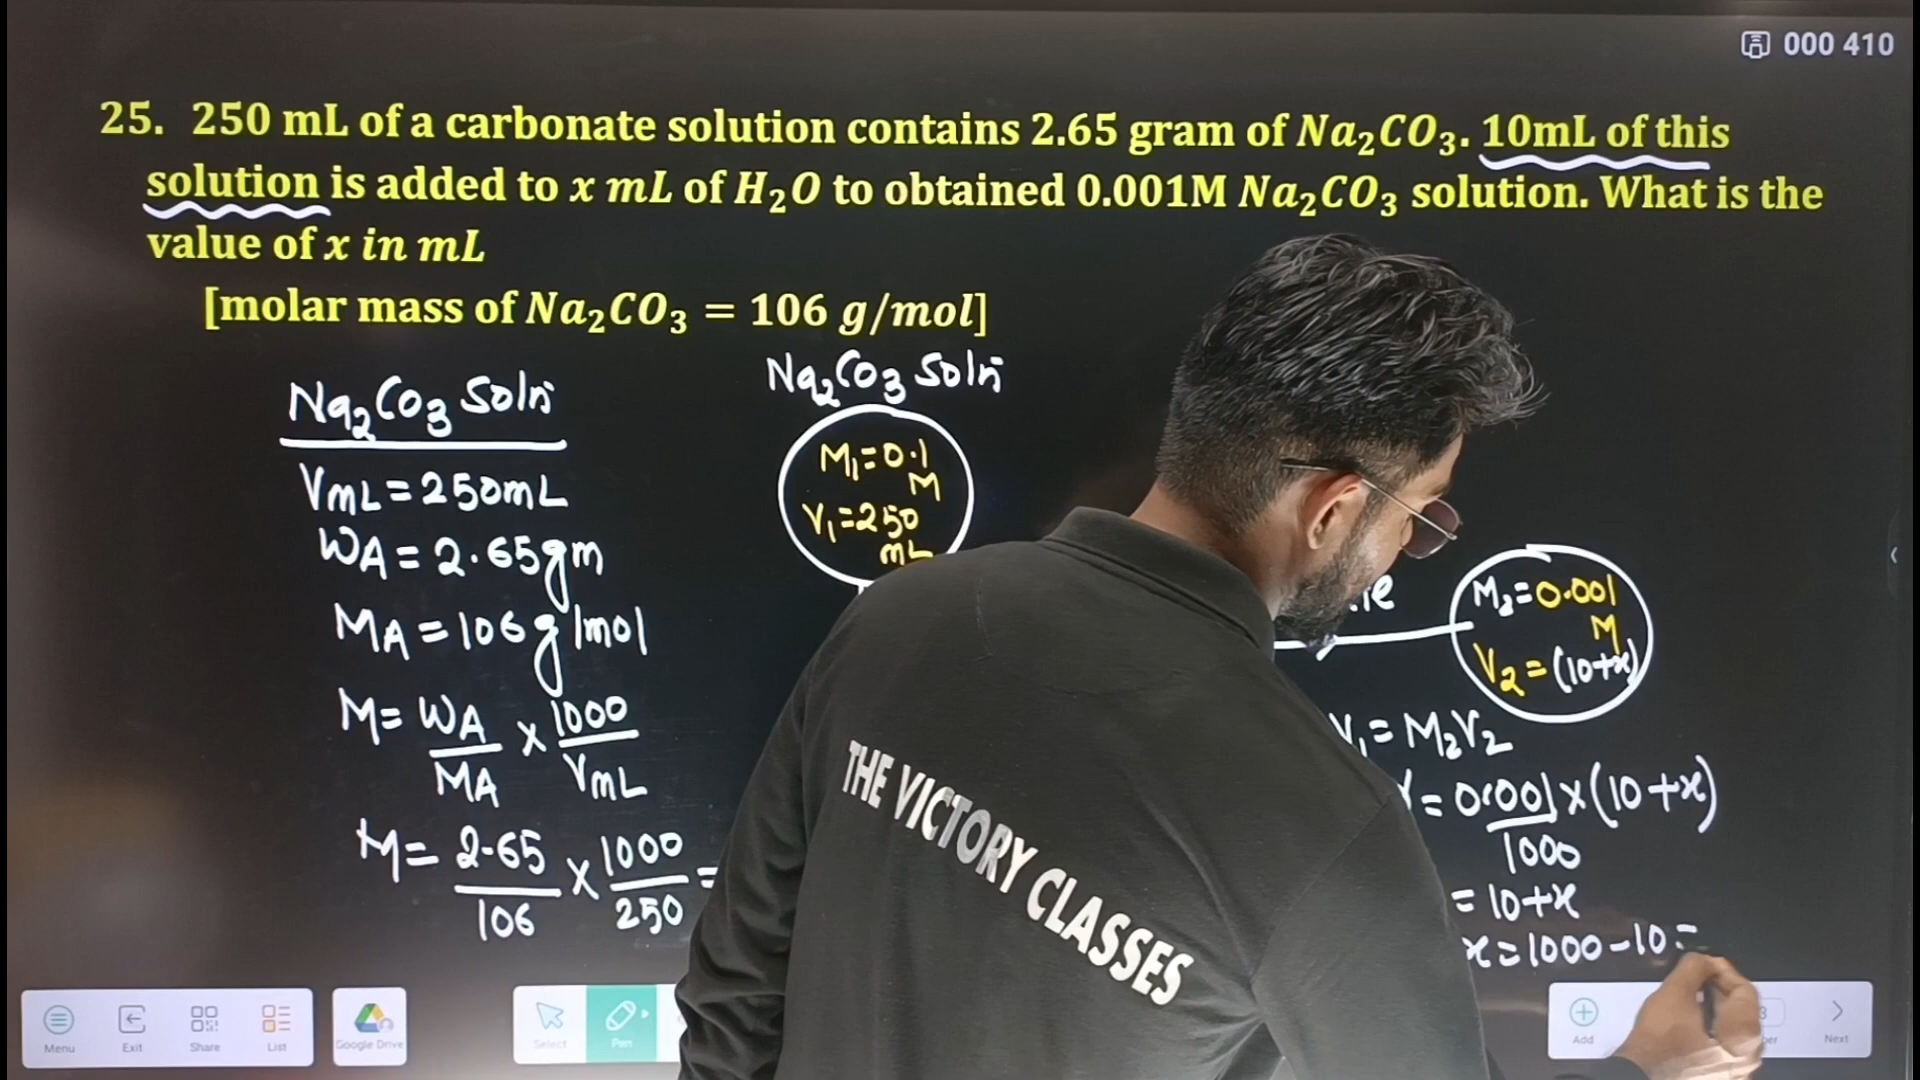 000 410
25. 250 mL of a carbonate solution contains 2.65 gram of Na₂CO₃. 10mL of this
solution is added to x mL of H₂O to obtained 0.001M Na₂CO₃ solution. What is the
value of x in mL
[molar mass of Na₂CO₃ = 106 g/mol]
Na₂CO₃ Soln
VmL = 250mL
WA = 2.65gm
MA = 106 g/mol
M = WA/MA × 1000/VmL
M = 2.65/106 × 1000/250 =
Na₂CO₃ Soln
M₁ = 0.1
M
V₁ = 250
mL
M₂ = 0.001
M
V₂ = (10+x)
V₁ = M₂V₂
= 0.001 × (10+x)
1000
= 10+x
x = 1000 - 10 =
THE VICTORY CLASSES
Menu
Exit
Share
List
Google Drive
Select
Pen
Add
Next